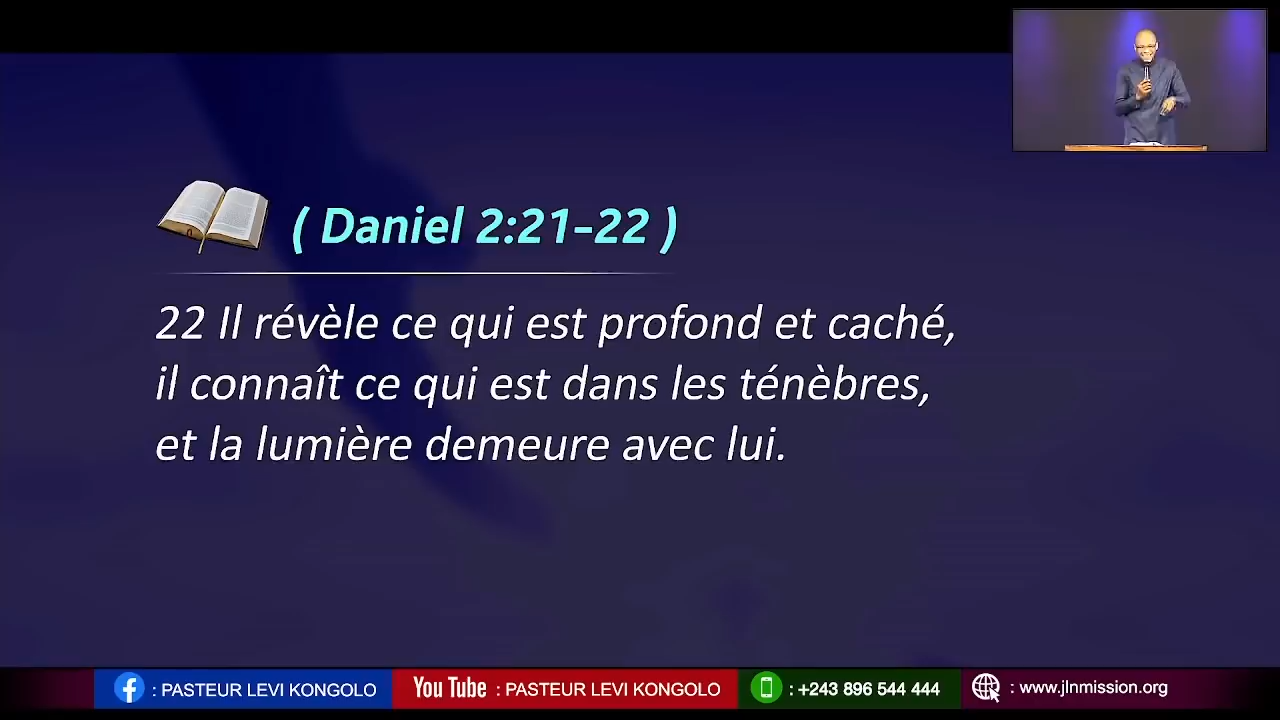 ( Daniel 2:21-22 )
22 Il révèle ce qui est profond et caché,
il connaît ce qui est dans les ténèbres,
et la lumière demeure avec lui.
: PASTEUR LEVI KONGOLO
You Tube : PASTEUR LEVI KONGOLO
: +243 896 544 444
: www.jlnmission.org